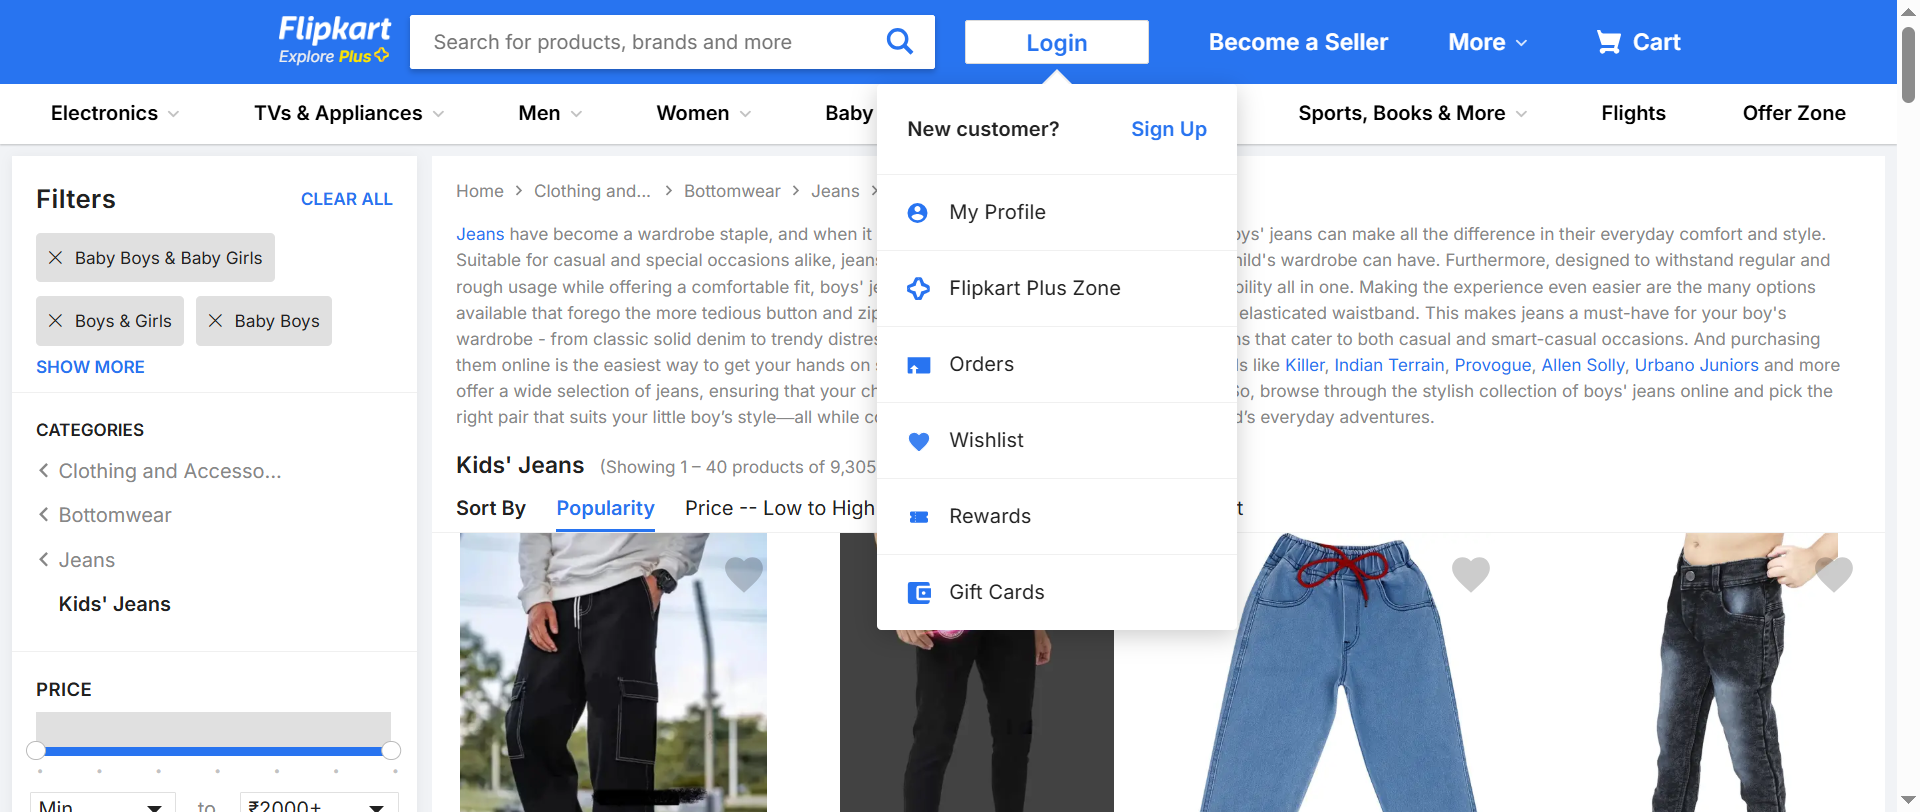 Flipkart
Explore Plus
Search for products, brands and more
Login
Become a Seller
More
Cart
Electronics
TVs & Appliances
Men
Women
Baby
Sports, Books & More
Flights
Offer Zone
New customer?
Sign Up
My Profile
Flipkart Plus Zone
Orders
Wishlist
Rewards
Gift Cards
Filters
CLEAR ALL
Baby Boys & Baby Girls
Boys & Girls
Baby Boys
SHOW MORE
CATEGORIES
Clothing and Accesso...
Bottomwear
Jeans
Kids' Jeans
PRICE
Min
to
₹2000+
Home > Clothing and... > Bottomwear > Jeans >
Jeans have become a wardrobe staple, and when it oys' jeans can make all the difference in their everyday comfort and style.
Suitable for casual and special occasions alike, jean hild's wardrobe can have. Furthermore, designed to withstand regular and
rough usage while offering a comfortable fit, boys' je bility all in one. Making the experience even easier are the many options
available that forego the more tedious button and zip elasticated waistband. This makes jeans a must-have for your boy's
wardrobe - from classic solid denim to trendy distres ns that cater to both casual and smart-casual occasions. And purchasing
them online is the easiest way to get your hands on s ls like Killer, Indian Terrain, Provogue, Allen Solly, Urbano Juniors and more
offer a wide selection of jeans, ensuring that your ch So, browse through the stylish collection of boys' jeans online and pick the
right pair that suits your little boy’s style—all while co d’s everyday adventures.
Kids' Jeans (Showing 1 – 40 products of 9,305
Sort By
Popularity
Price -- Low to High
t